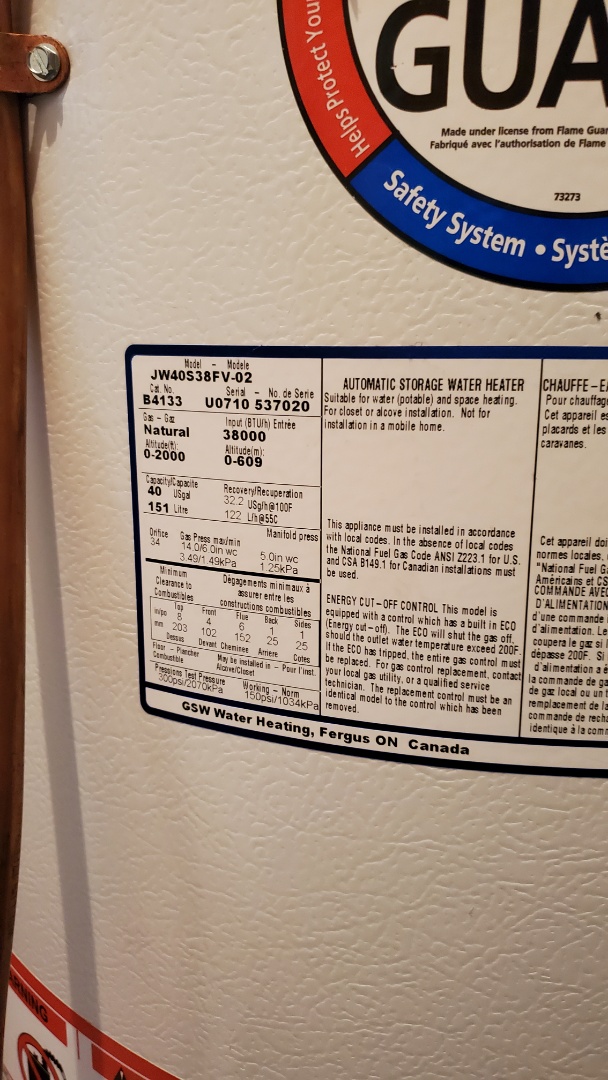 GUA
Helps Protect You
Made under license from Flame Guar
Fabriqué avec l'authorisation de Flame
73273
Safety System • Systè
Model - Modele
JW40S38FV-02
Cat. No.
Serial - No. de Serie
B4133 U0710 537020
Gas - Gaz
Input (BTU/h) Entrée
Natural 38000
Altitude(ft): Altitude(m):
0-2000 0-609
Capacity/Capacite Recovery/Recuperation
40 USgal 32.2 USg/h@100F
151 Litre 122 L/h@55C
Orifice Gas Press max/min Manifold press
34 14.0/6.0in wc 5.0in wc
3.49/1.49kPa 1.25kPa
Minimum Clearance to Combustibles
Dégagements minimaux à assurer entre les constructions combustibles
Top Front Flue Back Sides
in/po 8 4 6 1 1
mm 203 102 152 25 25
Dessus Devant Cheminee Arriere Cotes
Floor - Plancher May be installed in - Pour l'inst.
Combustible Alcove/Closet
Pressions Test Pressure Working - Norm
300psi/2070kPa 150psi/1034kPa
AUTOMATIC STORAGE WATER HEATER
Suitable for water (potable) and space heating.
For closet or alcove installation. Not for
installation in a mobile home.
This appliance must be installed in accordance
with local codes. In the absence of local codes
the National Fuel Gas Code ANSI Z223.1 for U.S.
and CSA B149.1 for Canadian installations must
be used.
ENERGY CUT-OFF CONTROL This model is
equipped with a control which has a built in ECO
(Energy cut-off). The ECO will shut the gas off,
should the outlet water temperature exceed 200F.
If the ECO has tripped, the entire gas control must
be replaced. For gas control replacement, contact
your local gas utility, or a qualified service
technician. The replacement control must be an
identical model to the control which has been
removed.
CHAUFFE-EA
Pour chauffag
Cet appareil es
placards et les
caravanes.
Cet appareil doi
normes locales.
"National Fuel Ga
Américains et CS
COMMANDE AVEC
D'ALIMENTATION
d'une commande
d'alimentation. Le
coupera le gaz si l
dépasse 200F. Si
d'alimentation a é
la commande de ga
de gaz local ou un t
remplacement de la
commande de recha
identique à la comm
GSW Water Heating, Fergus ON Canada
RNING